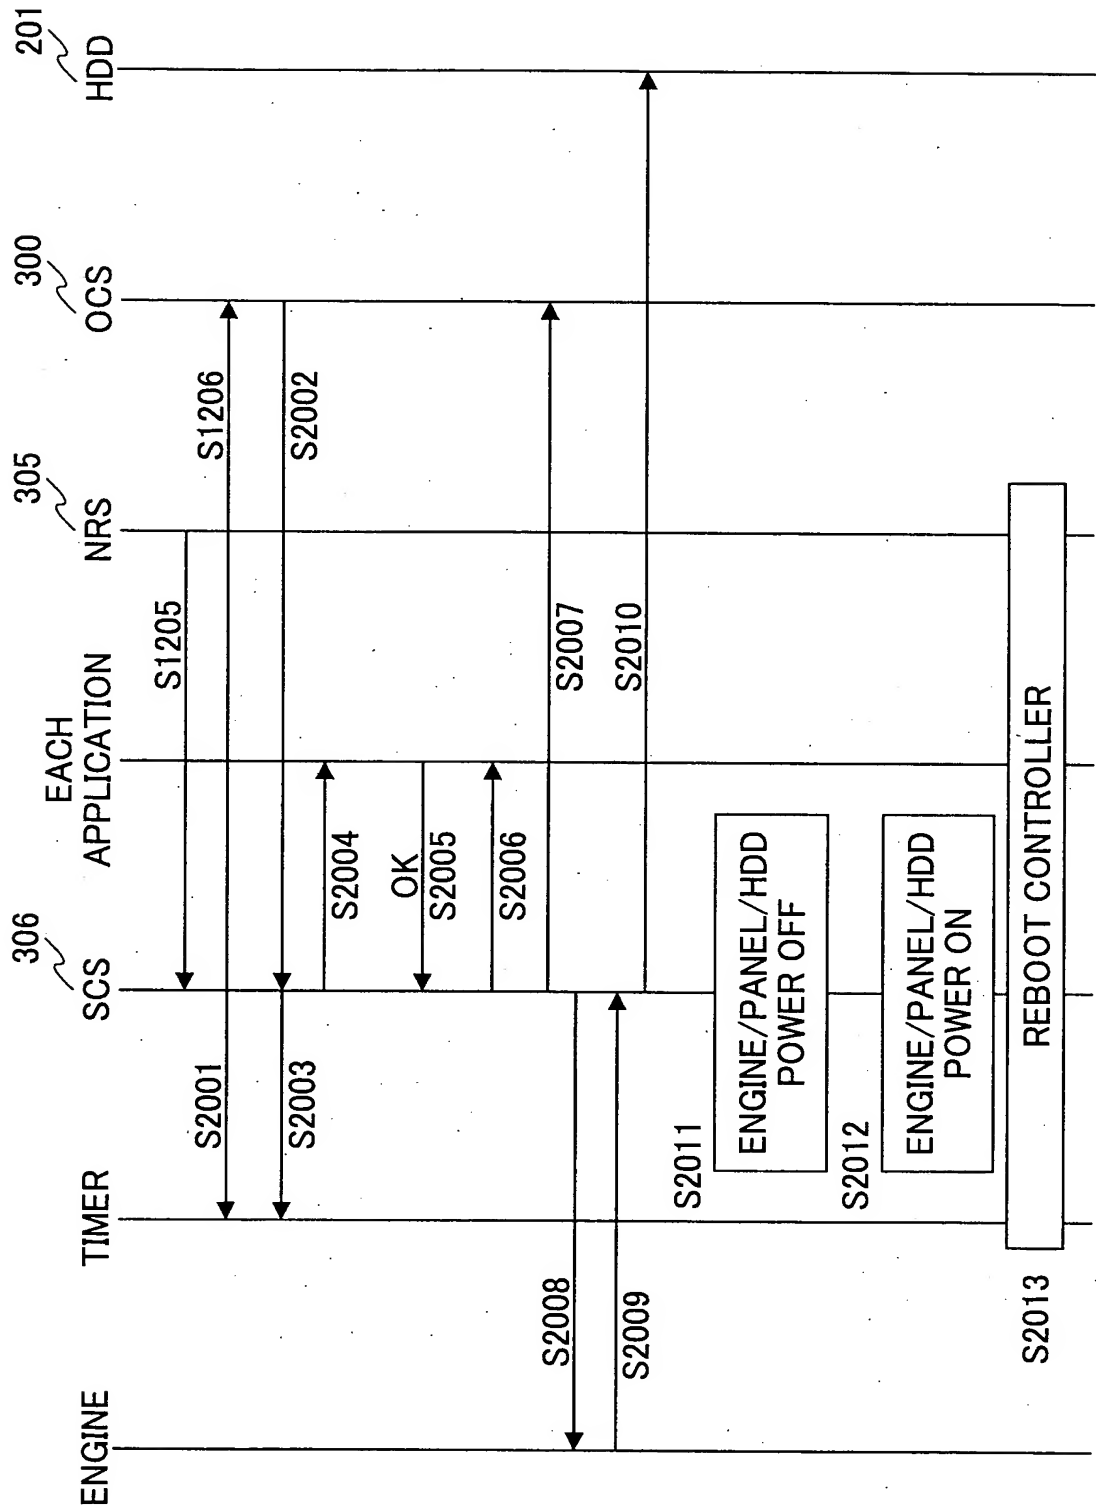 ENGINE
TIMER
306
SCS
EACH
APPLICATION
305
NRS
300
OCS
201
HDD
S1205
S2001
S1206
S2003
S2002
S2004
OK
S2005
S2006
S2007
S2008
S2009
S2010
S2011
ENGINE/PANEL/HDD
POWER OFF
S2012
ENGINE/PANEL/HDD
POWER ON
S2013
REBOOT CONTROLLER